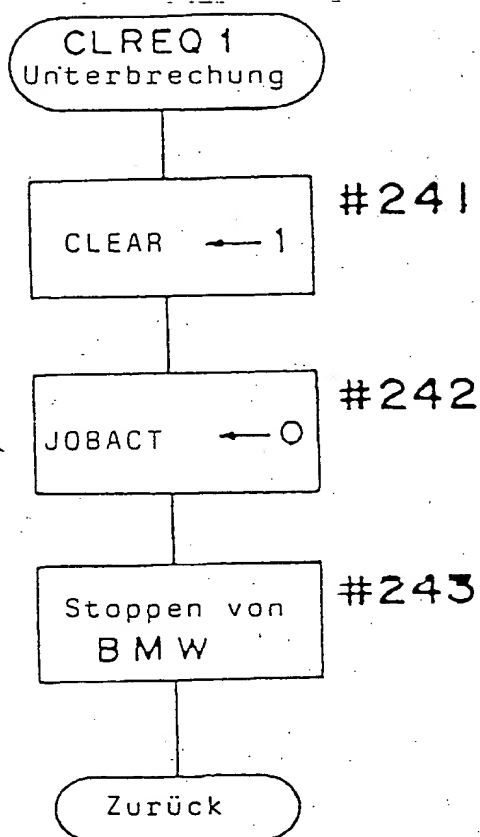 CLREQ 1
Unterbrechung
#241
CLEAR ← 1
#242
JOBACT ← 0
#243
Stoppen von
BMW
Zurück